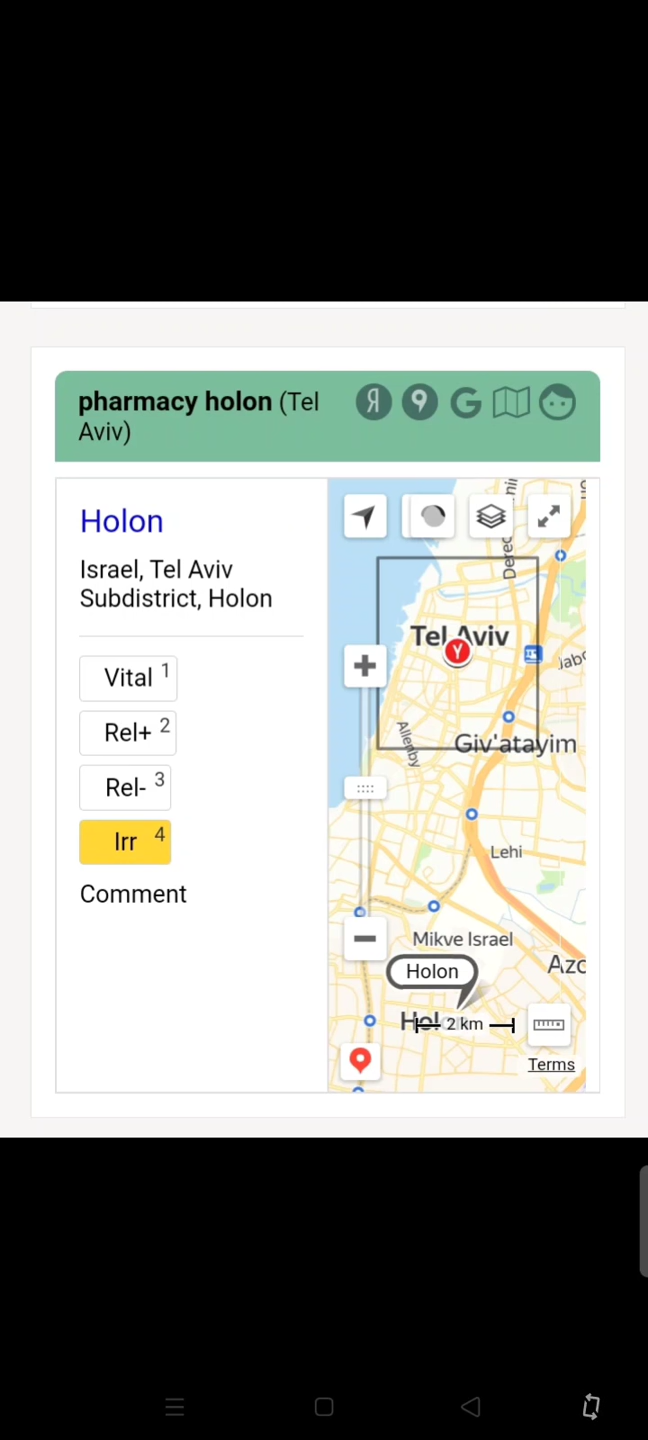 pharmacy holon (Tel
Aviv)
Я
G
Holon
Israel, Tel Aviv
Subdistrict, Holon
Vital 1
Rel+ 2
Rel- 3
Irr 4
Comment
Tel Aviv
Y
Allenby
Giv'atayim
Lehi
Mikve Israel
Holon
2 km
Terms